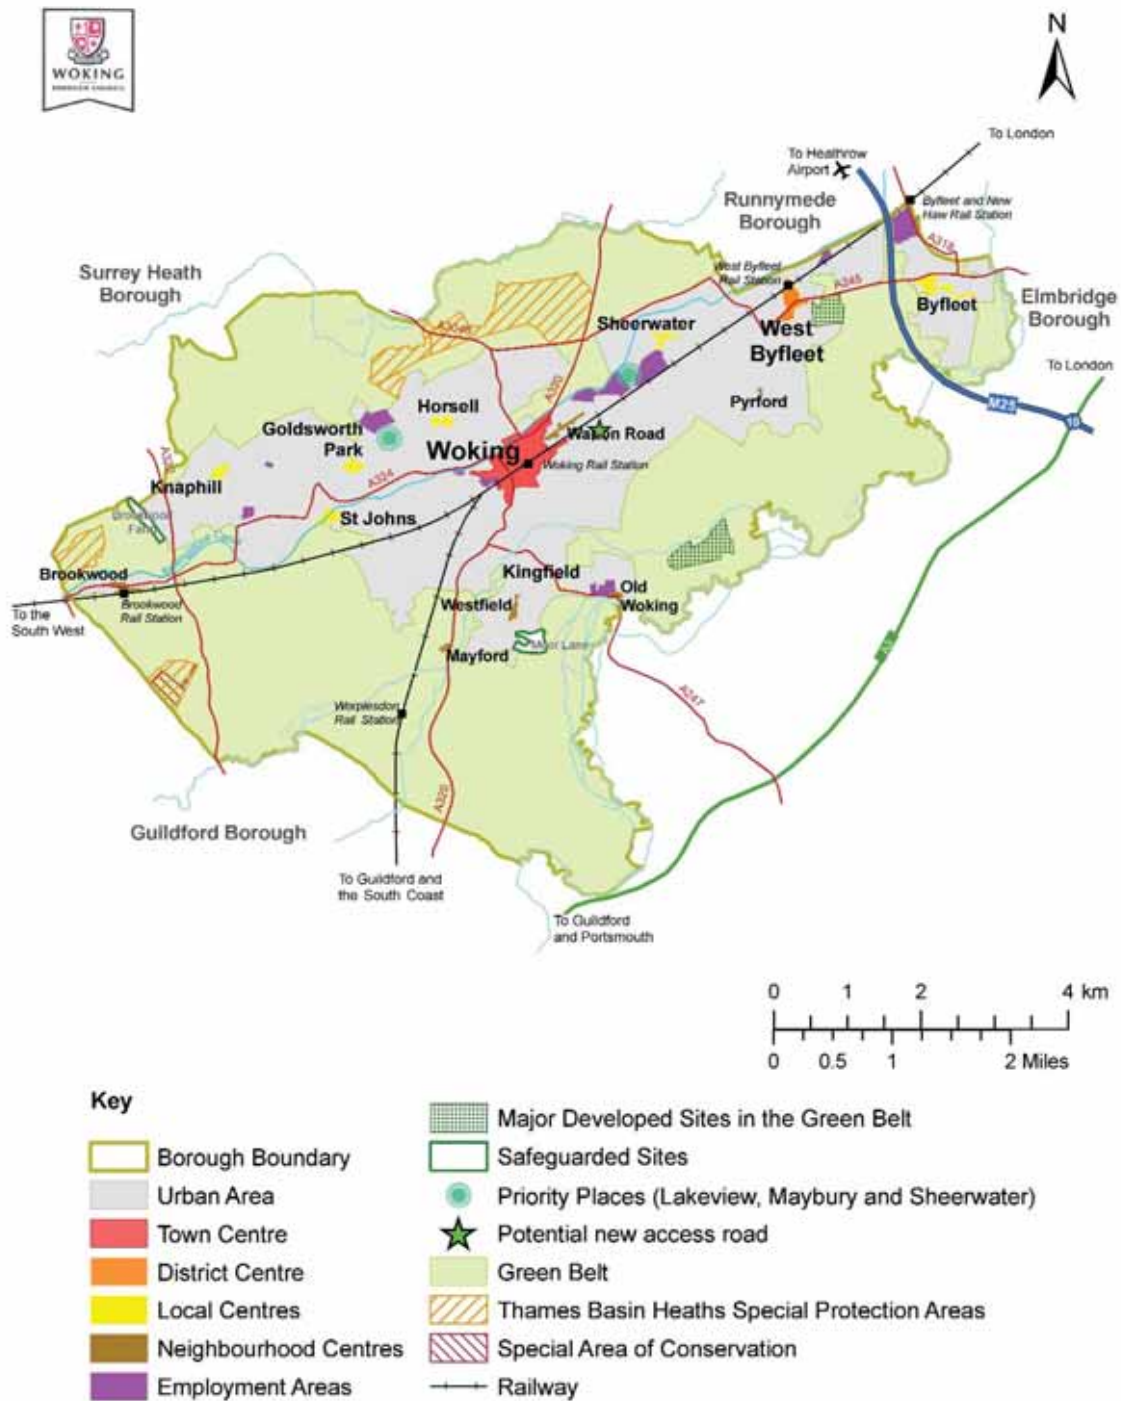 WOKING
BOROUGH COUNCIL
N
To London
To Heathrow
Airport
Runnymede
Borough
Byfleet and New
Haw Rail Station
A318
Surrey Heath
Borough
West Byfleet
Rail Station
A245
Elmbridge
Borough
Byfleet
Sheerwater
West
Byfleet
To London
A320
M25
10
Pyrford
Horsell
Goldsworth
Park
Walton Road
Woking
Woking Rail Station
A324
Knaphill
St Johns
Brookwood
Farm
Brookwood
Brookwood
Rail Station
To the
South West
Kingfield
Old
Woking
Westfield
Moor Lane
Mayford
A247
A3
Worplesdon
Rail Station
A320
Guildford Borough
To Guildford and
the South Coast
To Guildford
and Portsmouth
0 1 2 4 km
0 0.5 1 2 Miles
Key
Borough Boundary
Urban Area
Town Centre
District Centre
Local Centres
Neighbourhood Centres
Employment Areas
Major Developed Sites in the Green Belt
Safeguarded Sites
Priority Places (Lakeview, Maybury and Sheerwater)
Potential new access road
Green Belt
Thames Basin Heaths Special Protection Areas
Special Area of Conservation
Railway